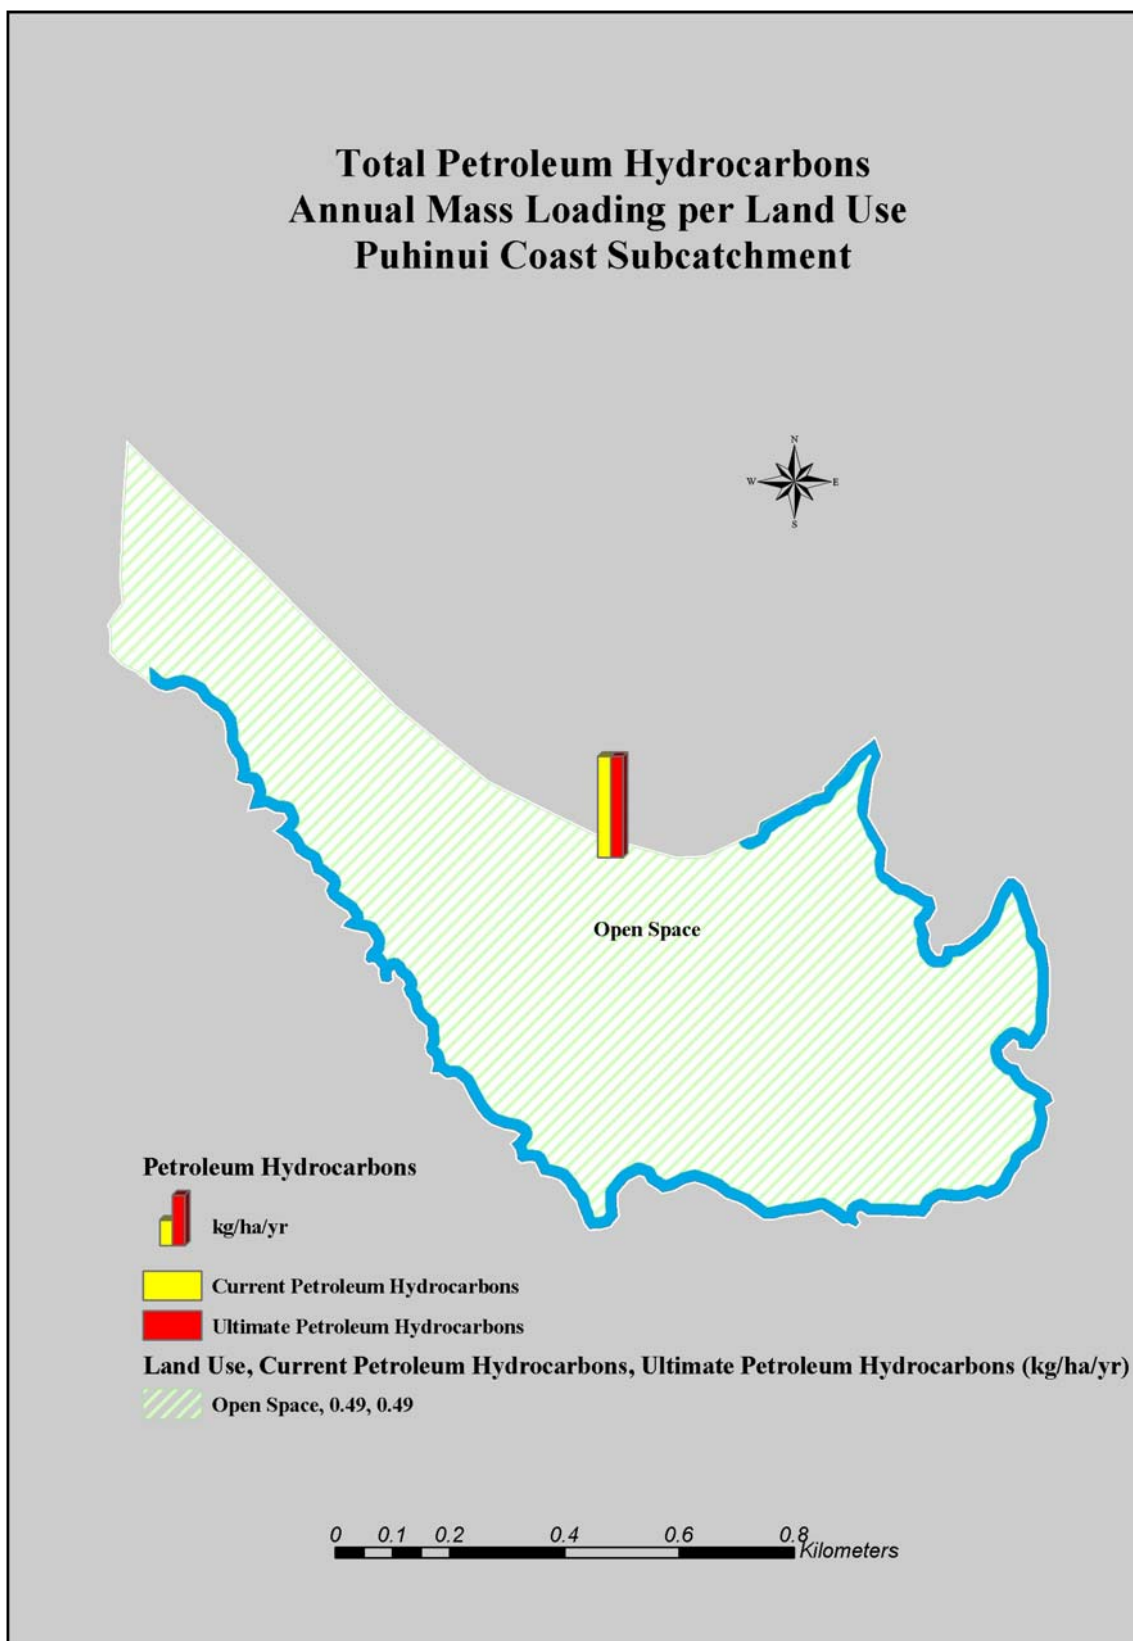 Total Petroleum Hydrocarbons
Annual Mass Loading per Land Use
Puhinui Coast Subcatchment
N
W E
S
Open Space
Petroleum Hydrocarbons
kg/ha/yr
Current Petroleum Hydrocarbons
Ultimate Petroleum Hydrocarbons
Land Use, Current Petroleum Hydrocarbons, Ultimate Petroleum Hydrocarbons (kg/ha/yr)
Open Space, 0.49, 0.49
0 0.1 0.2 0.4 0.6 0.8
Kilometers